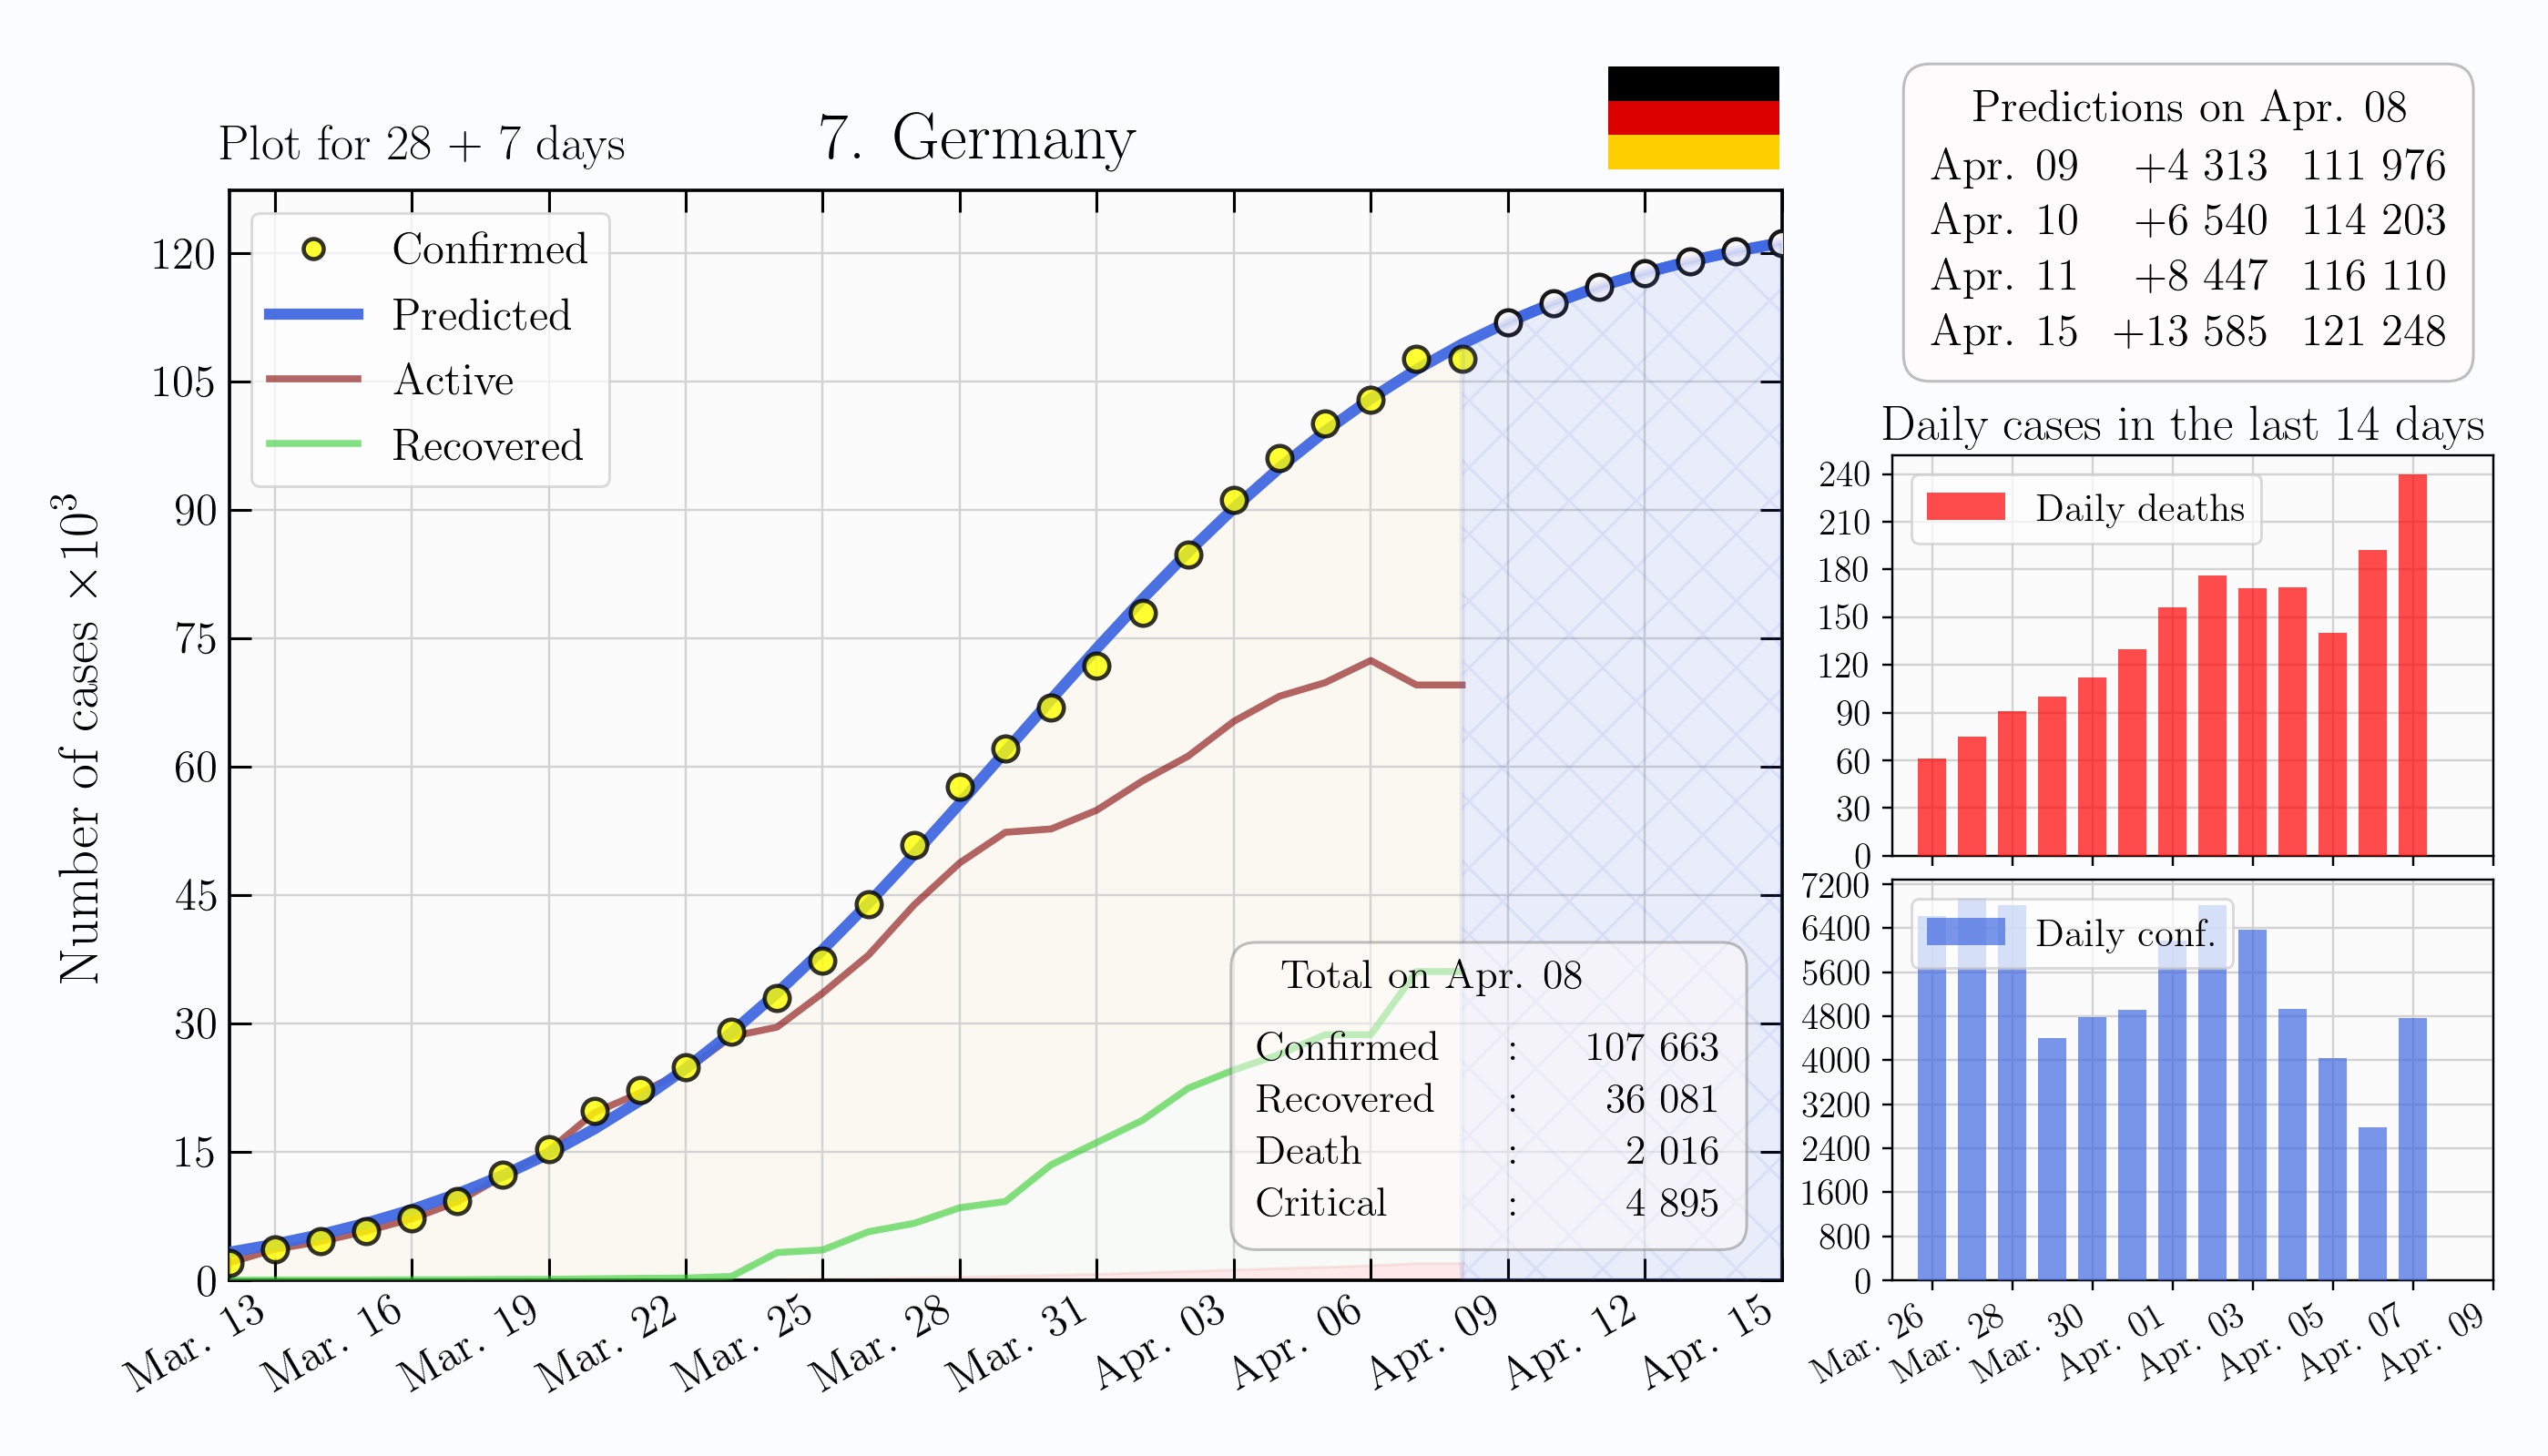 Plot for 28 + 7 days
7. Germany
Number of cases ×10³
120
105
90
75
60
45
30
15
0
Confirmed
Predicted
Active
Recovered
Total on Apr. 08
Confirmed : 107 663
Recovered : 36 081
Death : 2 016
Critical : 4 895
Mar. 13
Mar. 16
Mar. 19
Mar. 22
Mar. 25
Mar. 28
Mar. 31
Apr. 03
Apr. 06
Apr. 09
Apr. 12
Apr. 15
Predictions on Apr. 08
Apr. 09 +4 313 111 976
Apr. 10 +6 540 114 203
Apr. 11 +8 447 116 110
Apr. 15 +13 585 121 248
Daily cases in the last 14 days
240
210
180
150
120
90
60
30
0
Daily deaths
7200
6400
5600
4800
4000
3200
2400
1600
800
0
Daily conf.
Mar. 26
Mar. 28
Mar. 30
Apr. 01
Apr. 03
Apr. 05
Apr. 07
Apr. 09